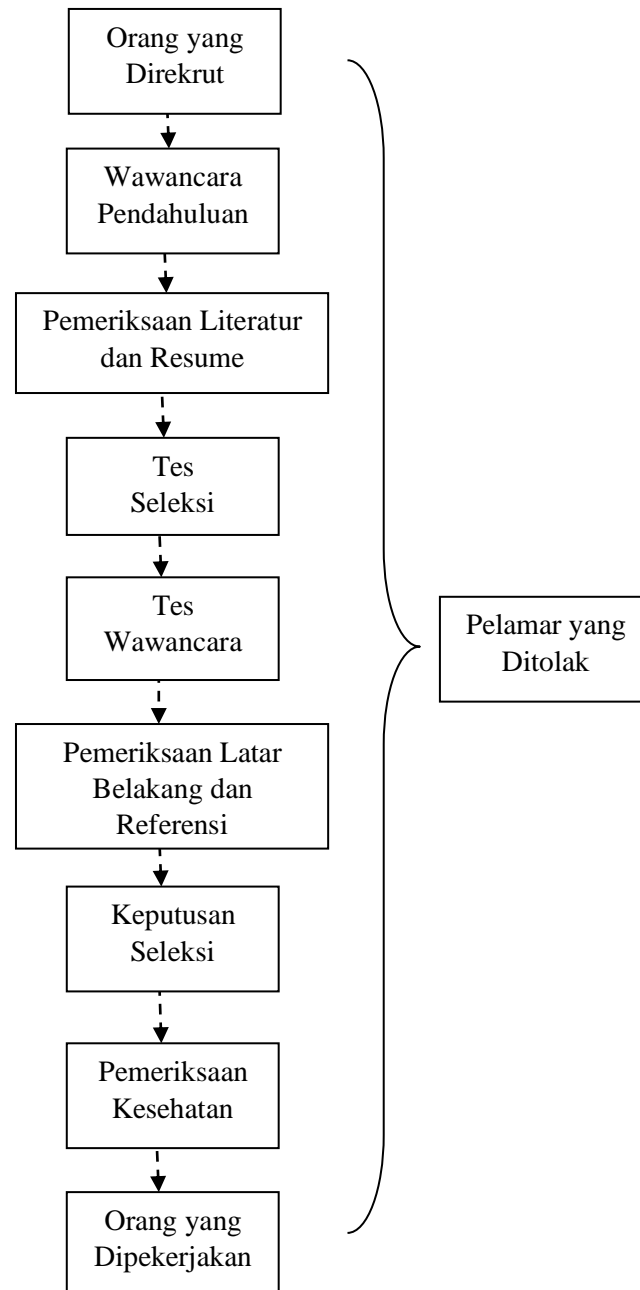 Orang yang
Direkrut
Wawancara
Pendahuluan
Pemeriksaan Literatur
dan Resume
Tes
Seleksi
Tes
Wawancara
Pemeriksaan Latar
Belakang dan
Referensi
Keputusan
Seleksi
Pemeriksaan
Kesehatan
Orang yang
Dipekerjakan
Pelamar yang
Ditolak